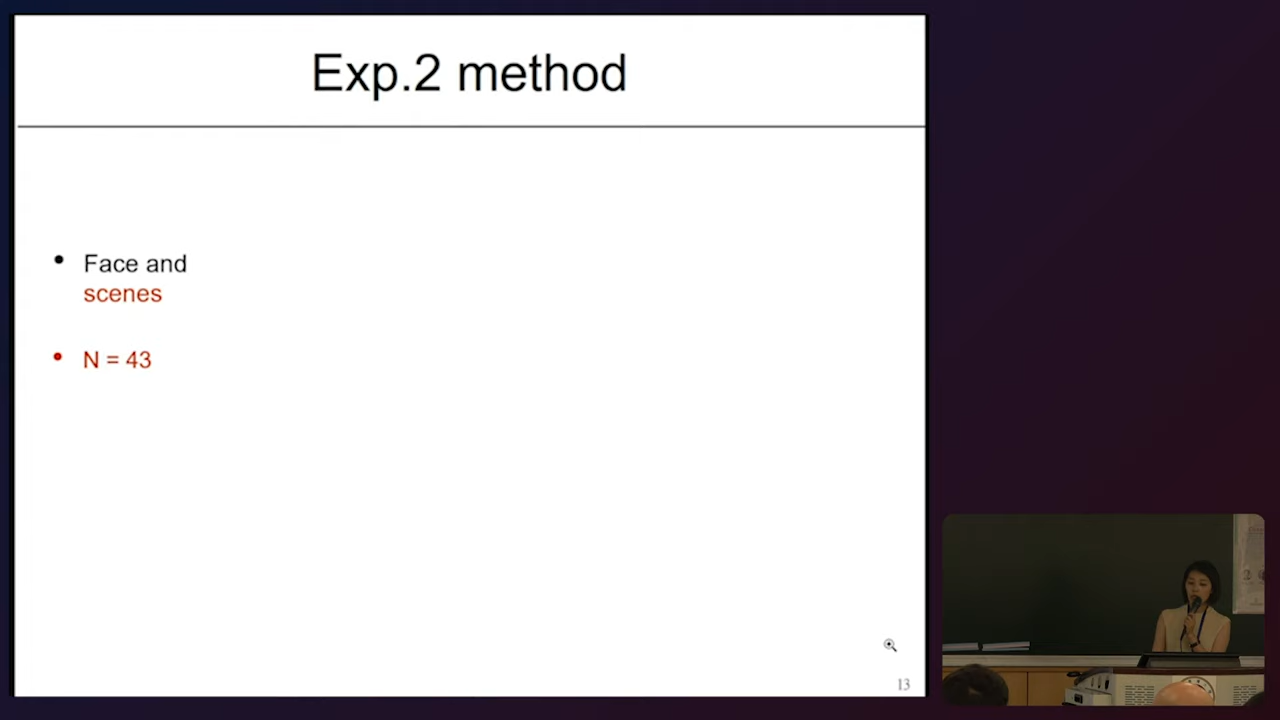 Exp.2 method
• Face and
scenes
• N = 43
13